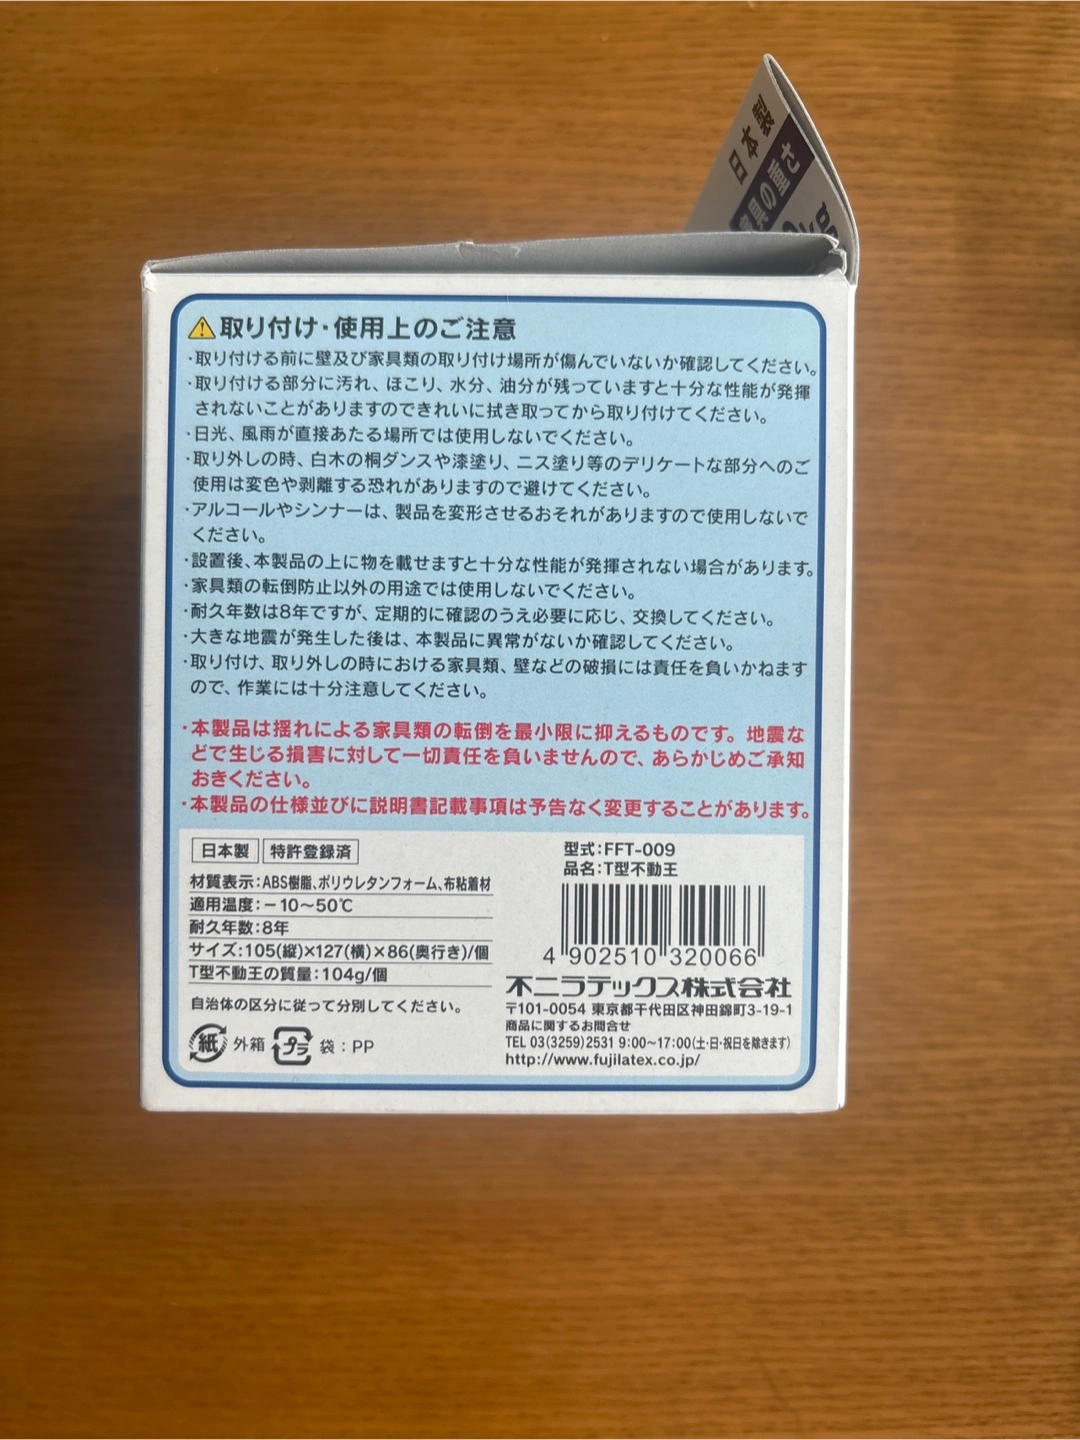 日本製
家具の重さ
⚠取り付け・使用上のご注意
・取り付ける前に壁及び家具類の取り付け場所が傷んでいないか確認してください。
・取り付ける部分に汚れ、ほこり、水分、油分が残っていますと十分な性能が発揮
されないことがありますのできれいに拭き取ってから取り付けてください。
・日光、風雨が直接あたる場所では使用しないでください。
・取り外しの時、白木の桐ダンスや漆塗り、ニス塗り等のデリケートな部分へのご
使用は変色や剥離する恐れがありますので避けてください。
・アルコールやシンナーは、製品を変形させるおそれがありますので使用しないで
ください。
・設置後、本製品の上に物を載せますと十分な性能が発揮されない場合があります。
・家具類の転倒防止以外の用途では使用しないでください。
・耐久年数は8年ですが、定期的に確認のうえ必要に応じ、交換してください。
・大きな地震が発生した後は、本製品に異常がないか確認してください。
・取り付け、取り外しの時における家具類、壁などの破損には責任を負いかねます
ので、作業には十分注意してください。
・本製品は揺れによる家具類の転倒を最小限に抑えるものです。地震な
どで生じる損害に対して一切責任を負いませんので、あらかじめご承知
おきください。
・本製品の仕様並びに説明書記載事項は予告なく変更することがあります。
日本製 特許登録済
材質表示:ABS樹脂、ポリウレタンフォーム、布粘着材
適用温度:－10～50℃
耐久年数:8年
サイズ:105(縦)×127(横)×86(奥行き)/個
T型不動王の質量:104g/個
自治体の区分に従って分別してください。
紙 外箱 プラ 袋:PP
型式:FFT-009
品名:T型不動王
4 902510 320066
不二ラテックス株式会社
〒101-0054 東京都千代田区神田錦町3-19-1
商品に関するお問合せ
TEL 03(3259)2531 9:00～17:00(土・日・祝日を除きます)
http://www.fujilatex.co.jp/